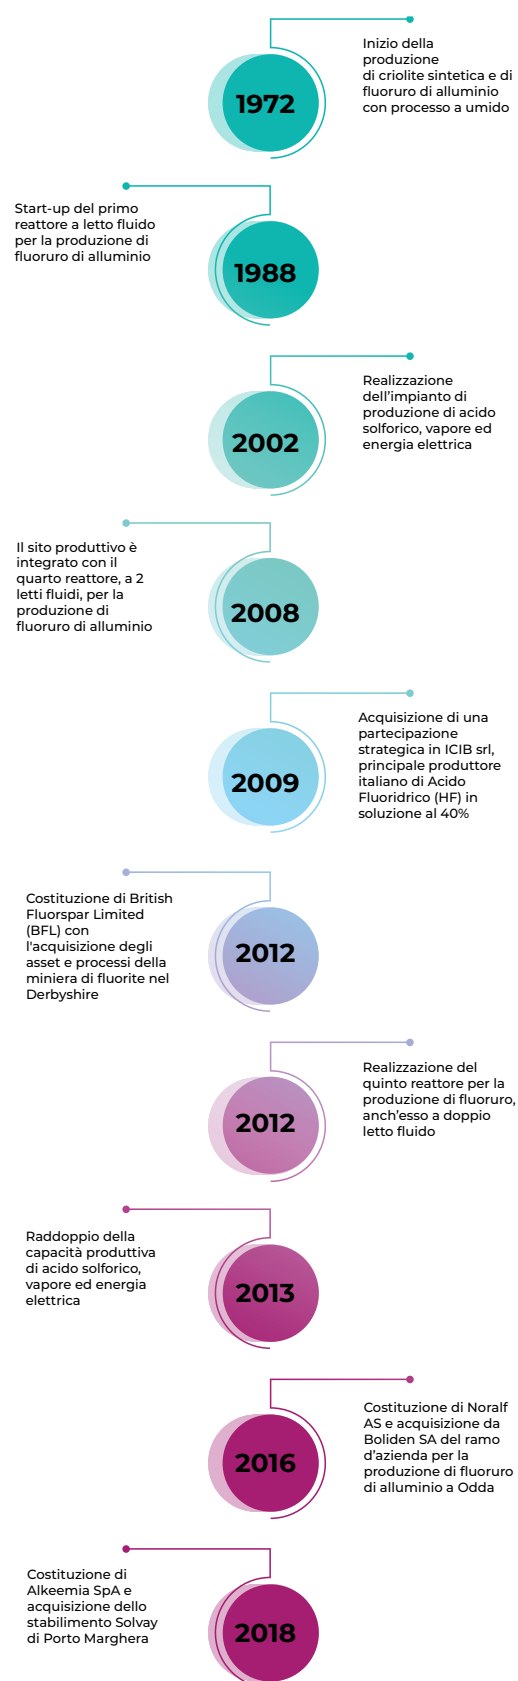 1972
Inizio della
produzione
di criolite sintetica e di
fluoruro di alluminio
con processo a umido
1988
Start-up del primo
reattore a letto fluido
per la produzione di
fluoruro di alluminio
2002
Realizzazione
dell'impianto di
produzione di acido
solforico, vapore ed
energia elettrica
2008
Il sito produttivo è
integrato con il
quarto reattore, a 2
letti fluidi, per la
produzione di
fluoruro di alluminio
2009
Acquisizione di una
partecipazione
strategica in ICIB srl,
principale produttore
italiano di Acido
Fluoridrico (HF) in
soluzione al 40%
2012
Costituzione di British
Fluorspar Limited
(BFL) con
l'acquisizione degli
asset e processi della
miniera di fluorite nel
Derbyshire
2012
Realizzazione del
quinto reattore per la
produzione di fluoruro,
anch'esso a doppio
letto fluido
2013
Raddoppio della
capacità produttiva
di acido solforico,
vapore ed energia
elettrica
2016
Costituzione di Noralf
AS e acquisizione da
Boliden SA del ramo
d'azienda per la
produzione di fluoruro
di alluminio a Odda
2018
Costituzione di
Alkeemia SpA e
acquisizione dello
stabilimento Solvay
di Porto Marghera